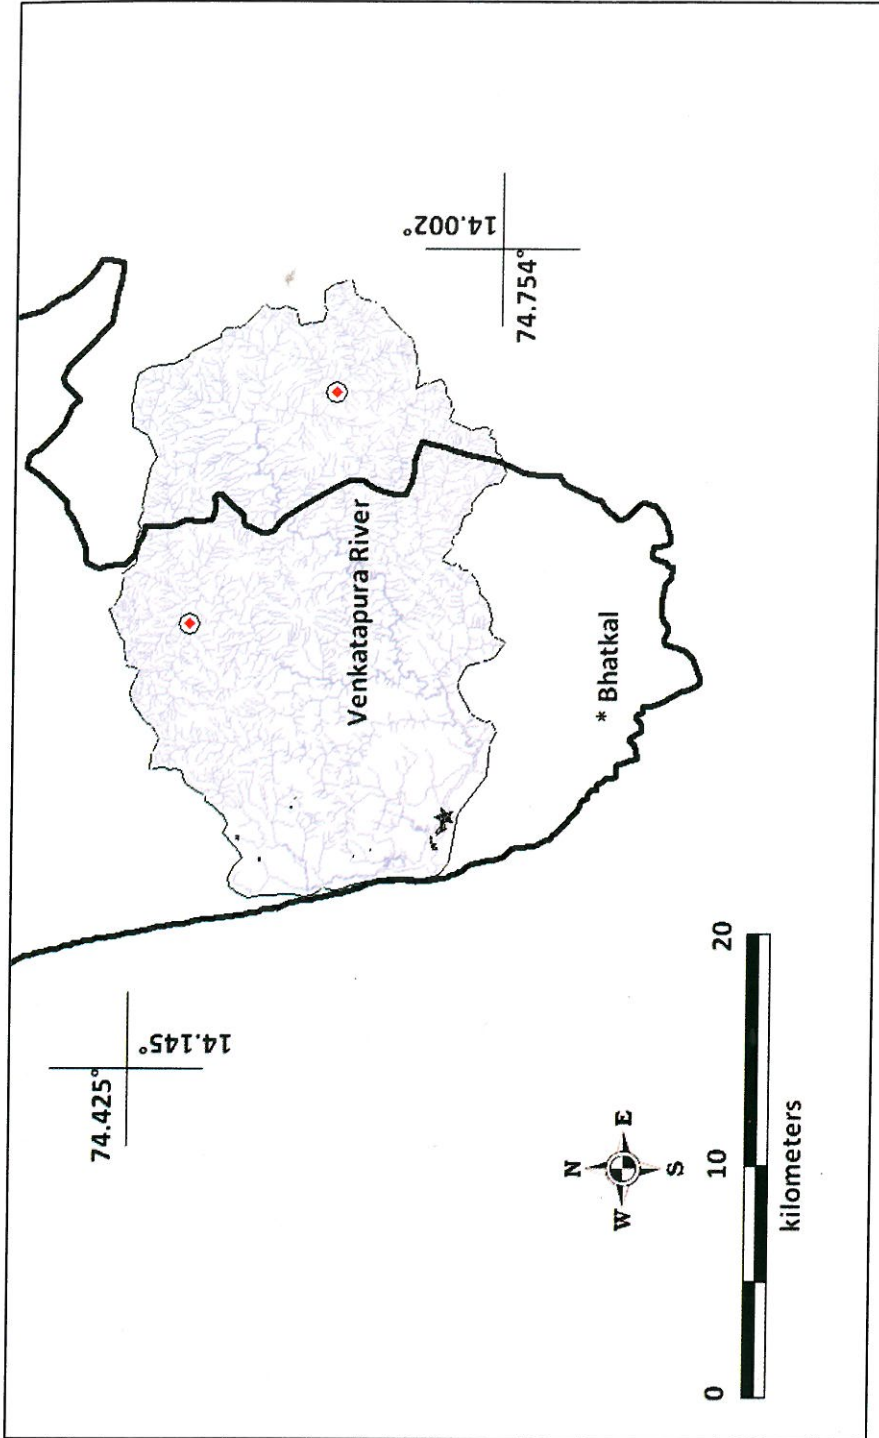 74.425°
14.145°
Venkatapura River
14.002°
74.754°
* Bhatkal
N
W E
S
0 10 20
kilometers